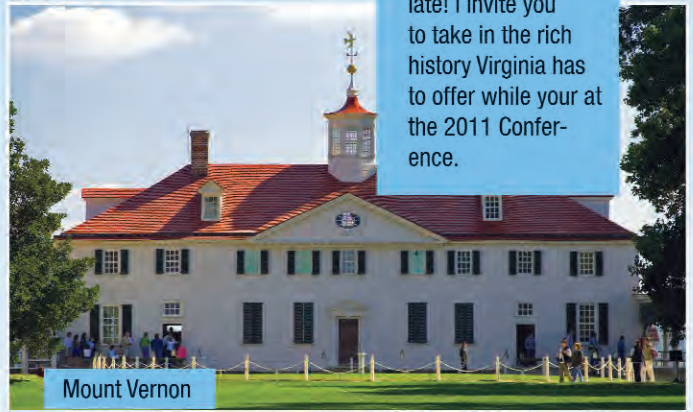 late! I invite you
to take in the rich
history Virginia has
to offer while your at
the 2011 Confer-
ence.
Mount Vernon